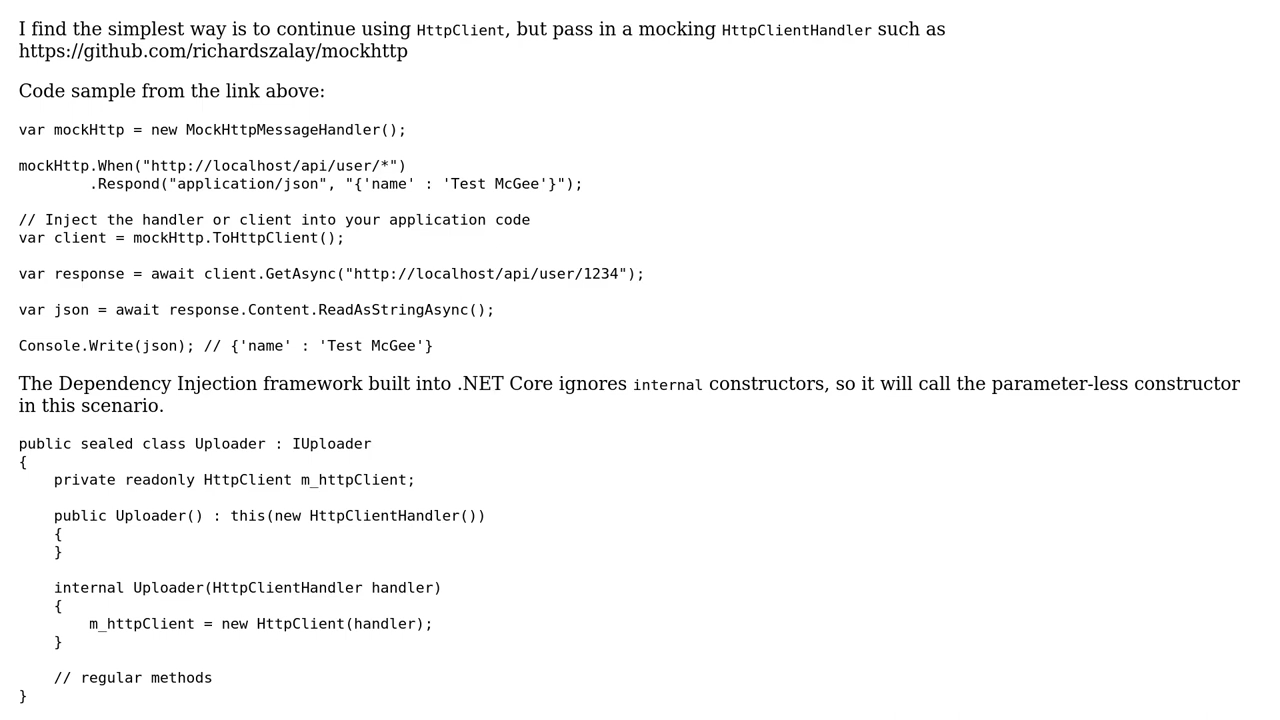 I find the simplest way is to continue using HttpClient, but pass in a mocking HttpClientHandler such as
https://github.com/richardszalay/mockhttp
Code sample from the link above:
var mockHttp = new MockHttpMessageHandler();
mockHttp.When("http://localhost/api/user/*")
        .Respond("application/json", "{'name' : 'Test McGee'}");
// Inject the handler or client into your application code
var client = mockHttp.ToHttpClient();
var response = await client.GetAsync("http://localhost/api/user/1234");
var json = await response.Content.ReadAsStringAsync();
Console.Write(json); // {'name' : 'Test McGee'}
The Dependency Injection framework built into .NET Core ignores internal constructors, so it will call the parameter-less constructor
in this scenario.
public sealed class Uploader : IUploader
{
    private readonly HttpClient m_httpClient;
    public Uploader() : this(new HttpClientHandler())
    {
    }
    internal Uploader(HttpClientHandler handler)
    {
        m_httpClient = new HttpClient(handler);
    }
    // regular methods
}